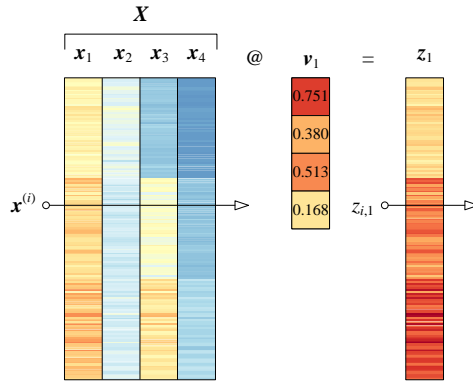 X
x₁ x₂ x₃ x₄ @ v₁ = z₁
0.751
0.380
0.513
x⁽ⁱ⁾ 0.168 zᵢ,₁